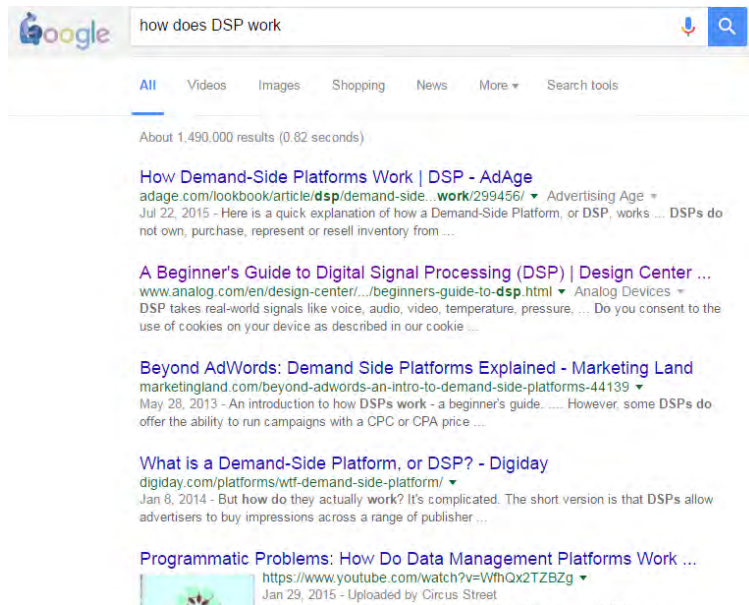 Google
how does DSP work
All Videos Images Shopping News More ▾ Search tools
About 1,490,000 results (0.82 seconds)
How Demand-Side Platforms Work | DSP - AdAge
adage.com/lookbook/article/dsp/demand-side...work/299456/ ▾ Advertising Age ▾
Jul 22, 2015 - Here is a quick explanation of how a Demand-Side Platform, or DSP, works ... DSPs do
not own, purchase, represent or resell inventory from ...
A Beginner's Guide to Digital Signal Processing (DSP) | Design Center ...
www.analog.com/en/design-center/.../beginners-guide-to-dsp.html ▾ Analog Devices ▾
DSP takes real-world signals like voice, audio, video, temperature, pressure, ... Do you consent to the
use of cookies on your device as described in our cookie ...
Beyond AdWords: Demand Side Platforms Explained - Marketing Land
marketingland.com/beyond-adwords-an-intro-to-demand-side-platforms-44139 ▾
May 28, 2013 - An introduction to how DSPs work - a beginner's guide. .... However, some DSPs do
offer the ability to run campaigns with a CPC or CPA price ...
What is a Demand-Side Platform, or DSP? - Digiday
digiday.com/platforms/wtf-demand-side-platform/ ▾
Jan 8, 2014 - But how do they actually work? It's complicated. The short version is that DSPs allow
advertisers to buy impressions across a range of publisher ...
Programmatic Problems: How Do Data Management Platforms Work ...
https://www.youtube.com/watch?v=WfhQx2TZBZg ▾
Jan 29, 2015 - Uploaded by Circus Street